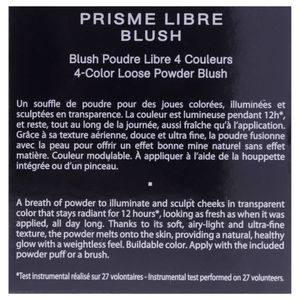 PRISME LIBRE
BLUSH
Blush Poudre Libre 4 Couleurs
4-Color Loose Powder Blush
Un souffle de poudre pour des joues colorées, illuminées et
sculptées en transparence. La couleur est lumineuse pendant 12h*,
et reste, tout au long de la journée, aussi fraîche qu'à l'application.
Grâce à sa texture aérienne, douce et ultra fine, la poudre fusionne
avec la peau pour offrir un effet bonne mine naturel sans effet
matière. Couleur modulable. À appliquer à l'aide de la houppette
intégrée ou d'un pinceau.
A breath of powder to illuminate and sculpt cheeks in transparent
color that stays radiant for 12 hours*, looking as fresh as when it was
applied, all day long. Thanks to its soft, airy-light and ultra-fine
texture, the powder melts onto the skin, providing a natural, healthy
glow with a weightless feel. Buildable color. Apply with the included
powder puff or a brush.
*Test instrumental réalisé sur 27 volontaires - Instrumental test performed on 27 volunteers.